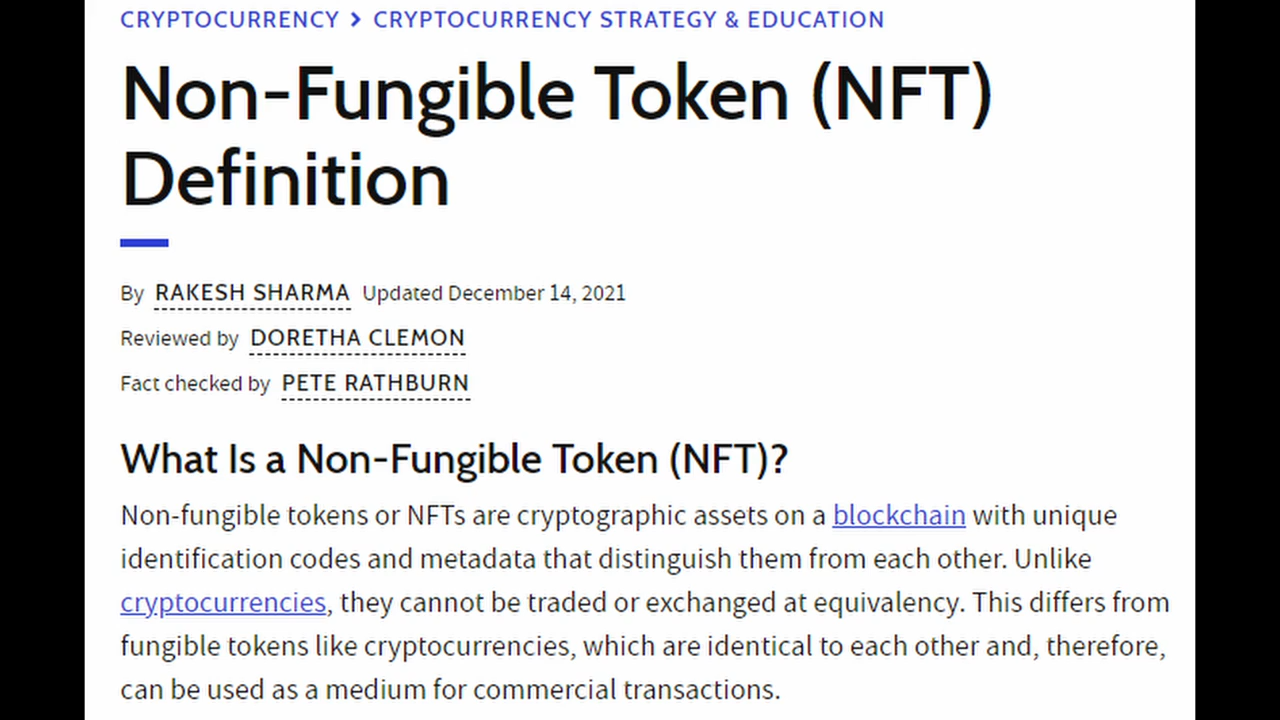 CRYPTOCURRENCY > CRYPTOCURRENCY STRATEGY & EDUCATION
Non-Fungible Token (NFT)
Definition
By RAKESH SHARMA Updated December 14, 2021
Reviewed by DORETHA CLEMON
Fact checked by PETE RATHBURN
What Is a Non-Fungible Token (NFT)?
Non-fungible tokens or NFTs are cryptographic assets on a blockchain with unique
identification codes and metadata that distinguish them from each other. Unlike
cryptocurrencies, they cannot be traded or exchanged at equivalency. This differs from
fungible tokens like cryptocurrencies, which are identical to each other and, therefore,
can be used as a medium for commercial transactions.